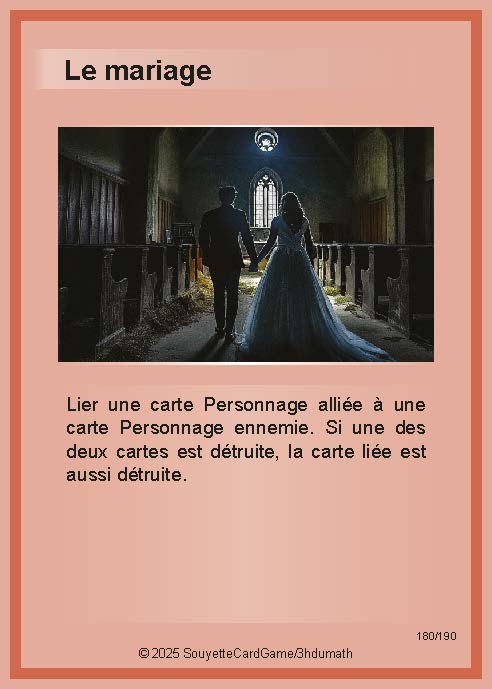 Le mariage
Lier une carte Personnage alliée à une
carte Personnage ennemie. Si une des
deux cartes est détruite, la carte liée est
aussi détruite.
180/190
© 2025 SouyetteCardGame/3hdumath